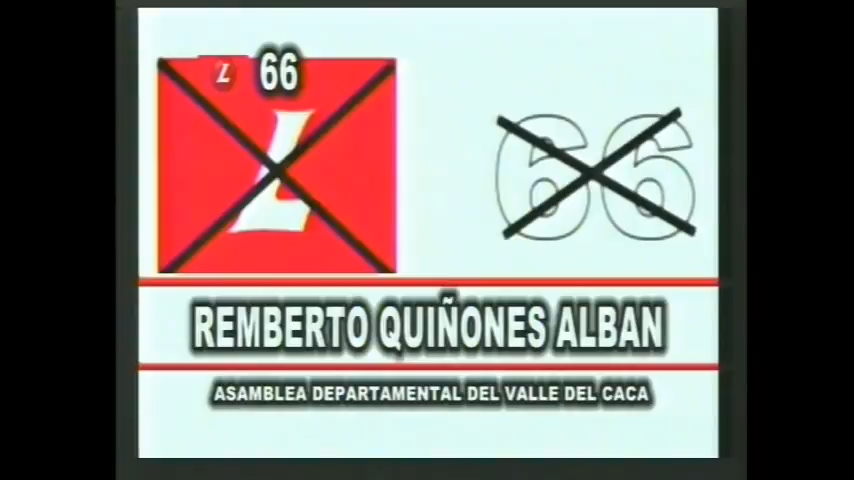 L 66
L
66
REMBERTO QUIÑONES ALBAN
ASAMBLEA DEPARTAMENTAL DEL VALLE DEL CACA